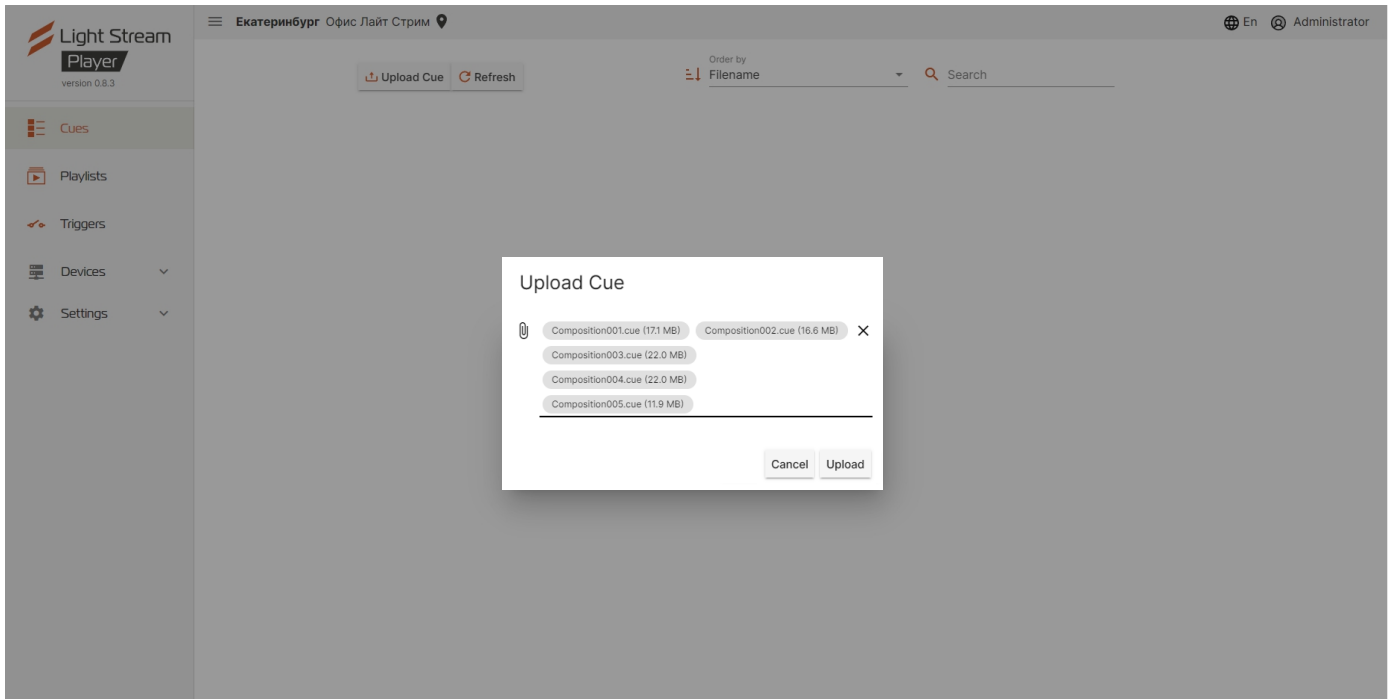 Light Stream
Player
version 0.8.3
Екатеринбург Офис Лайт Стрим
En Administrator
Upload Cue Refresh
Order by
Filename
Search
Cues
Playlists
Triggers
Devices
Settings
Upload Cue
Composition001.cue (17.1 MB) Composition002.cue (16.6 MB)
Composition003.cue (22.0 MB)
Composition004.cue (22.0 MB)
Composition005.cue (11.9 MB)
Cancel Upload